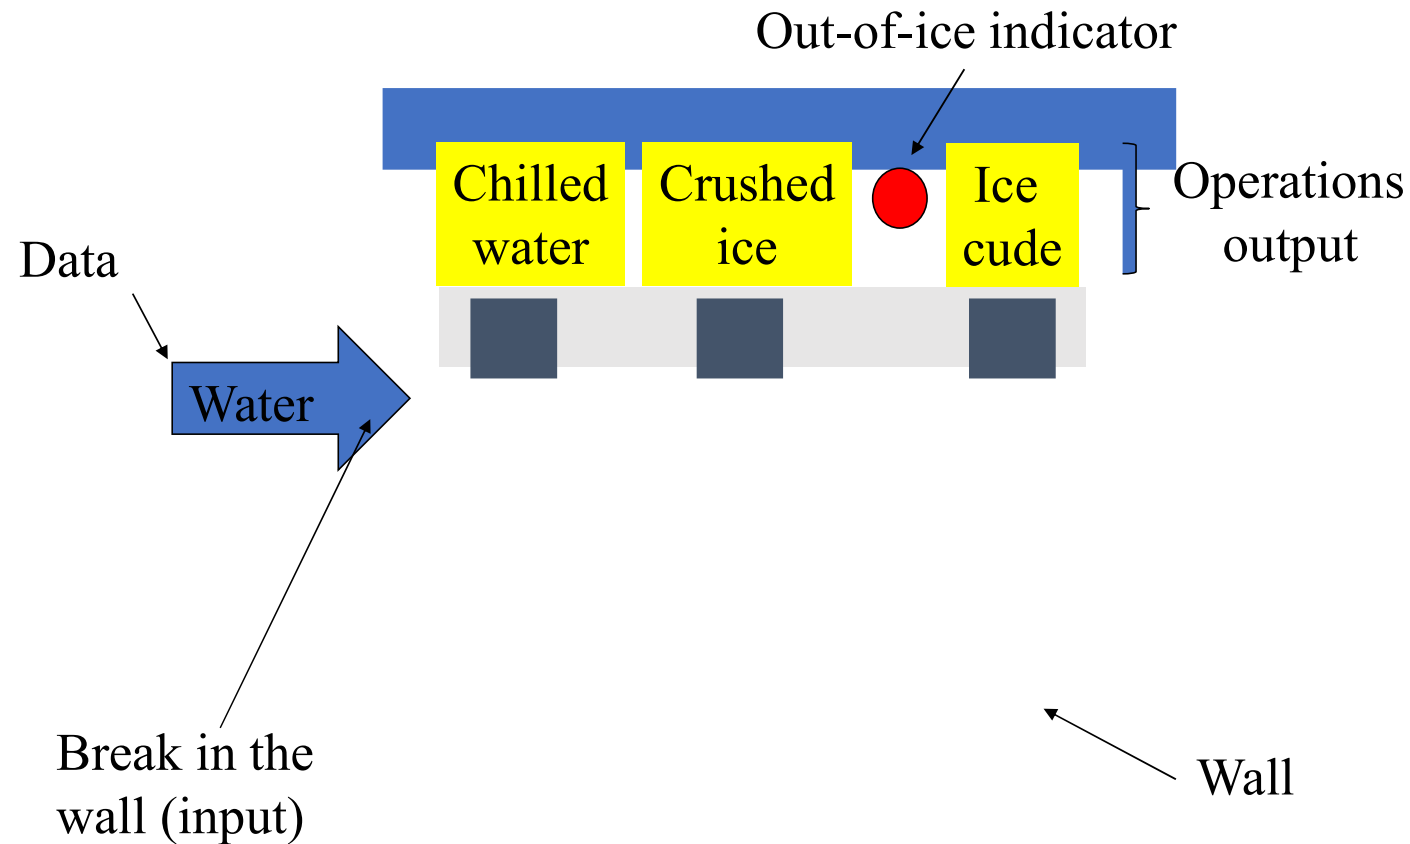 Out-of-ice indicator
Chilled
water
Crushed
ice
Ice
cude
Operations
output
Data
Water
Break in the
wall (input)
Wall